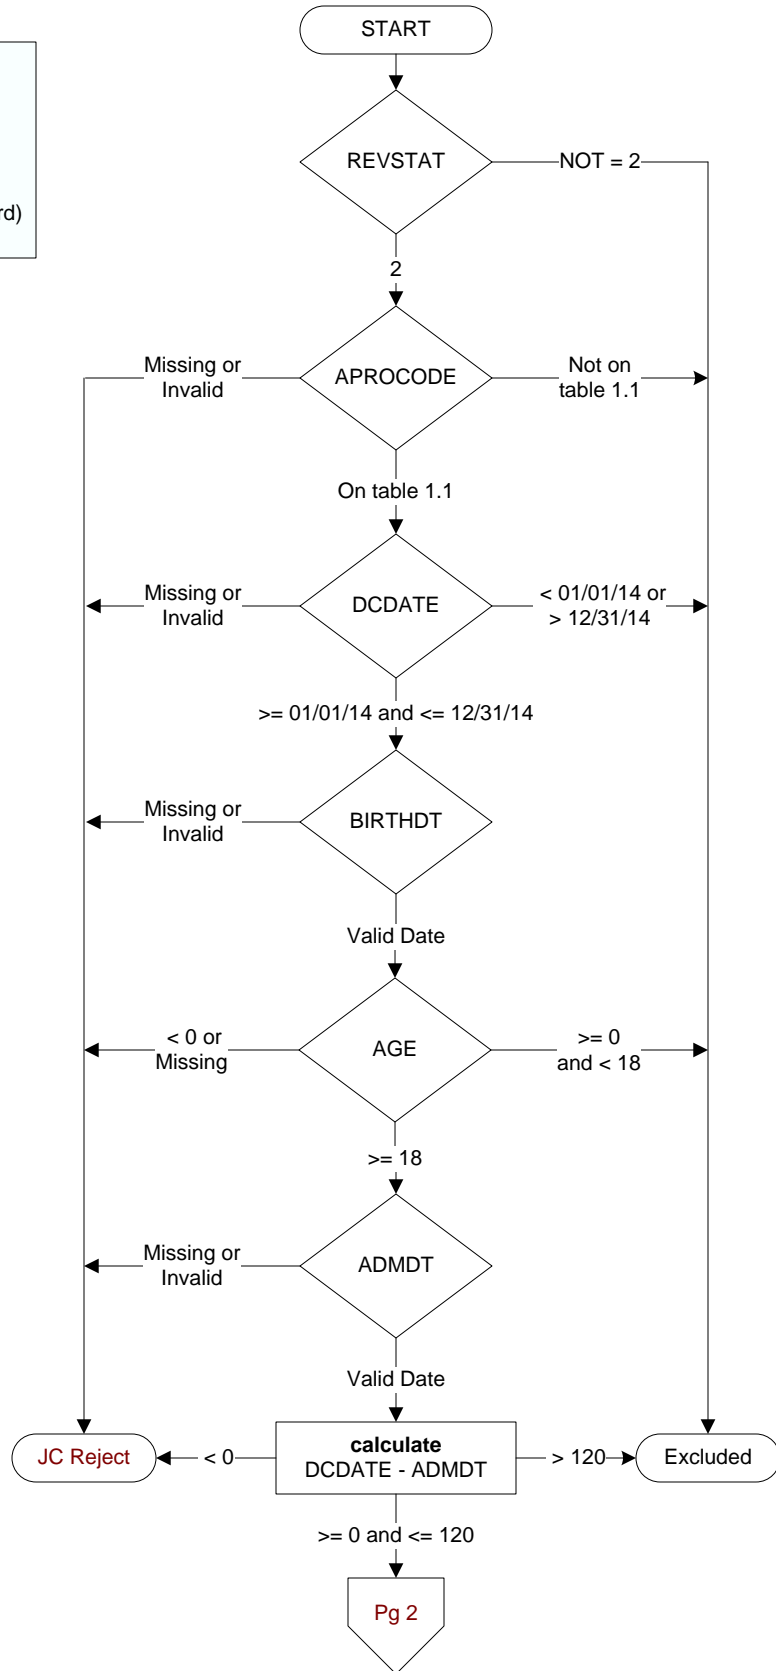 START
rd)
REVSTAT
NOT = 2
2
Missing or
Invalid
APROCODE
Not on
table 1.1
On table 1.1
Missing or
Invalid
DCDATE
< 01/01/14 or
> 12/31/14
>= 01/01/14 and <= 12/31/14
Missing or
Invalid
BIRTHDT
Valid Date
< 0 or
Missing
AGE
>= 0
and < 18
>= 18
Missing or
Invalid
ADMDT
Valid Date
JC Reject
< 0
calculate
DCDATE - ADMDT
> 120
Excluded
>= 0 and <= 120
Pg 2